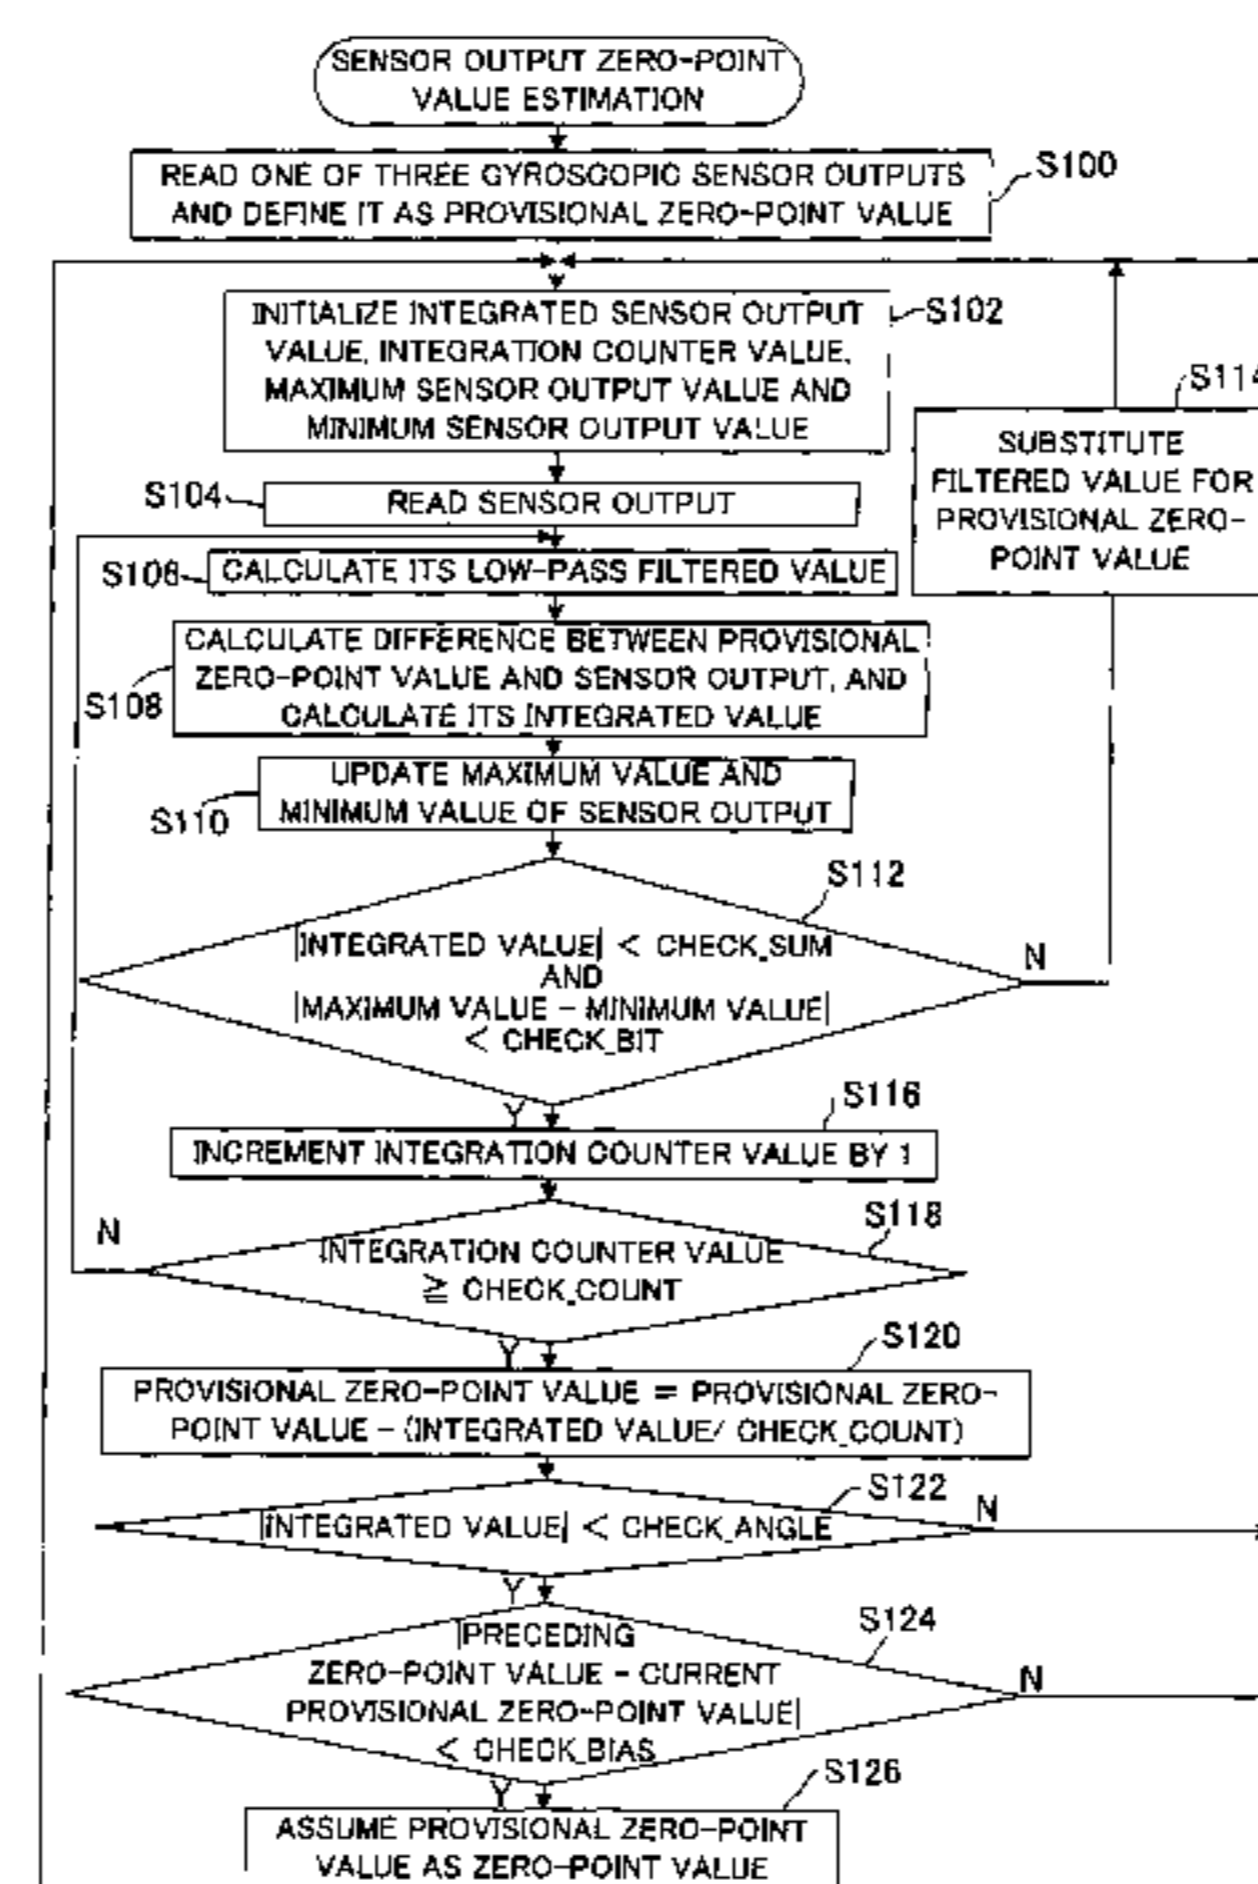 SENSOR OUTPUT ZERO-POINT
VALUE ESTIMATION
READ ONE OF THREE GYROSCOPIC SENSOR OUTPUTS
AND DEFINE IT AS PROVISIONAL ZERO-POINT VALUE
S100
INITIALIZE INTEGRATED SENSOR OUTPUT
VALUE, INTEGRATION COUNTER VALUE,
MAXIMUM SENSOR OUTPUT VALUE AND
MINIMUM SENSOR OUTPUT VALUE
S102
S114
SUBSTITUTE
FILTERED VALUE FOR
PROVISIONAL ZERO-
POINT VALUE
S104
READ SENSOR OUTPUT
S106
CALCULATE ITS LOW-PASS FILTERED VALUE
CALCULATE DIFFERENCE BETWEEN PROVISIONAL
ZERO-POINT VALUE AND SENSOR OUTPUT, AND
CALCULATE ITS INTEGRATED VALUE
S108
UPDATE MAXIMUM VALUE AND
MINIMUM VALUE OF SENSOR OUTPUT
S110
S112
|INTEGRATED VALUE| < CHECK_SUM
AND
|MAXIMUM VALUE - MINIMUM VALUE|
< CHECK_BIT
N
Y
S116
INCREMENT INTEGRATION COUNTER VALUE BY 1
S118
N
INTEGRATION COUNTER VALUE
≧ CHECK_COUNT
Y
S120
PROVISIONAL ZERO-POINT VALUE = PROVISIONAL ZERO-
POINT VALUE - (INTEGRATED VALUE/ CHECK_COUNT)
S122
|INTEGRATED VALUE| < CHECK_ANGLE
N
Y
S124
|PRECEDING
ZERO-POINT VALUE - CURRENT
PROVISIONAL ZERO-POINT VALUE|
< CHECK_BIAS
N
Y
S126
ASSUME PROVISIONAL ZERO-POINT
VALUE AS ZERO-POINT VALUE